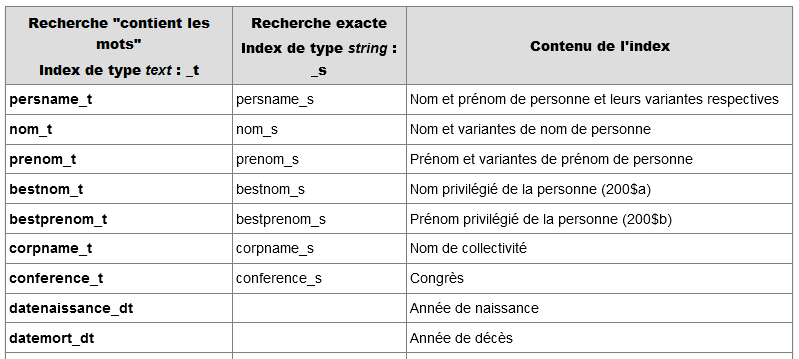 Recherche "contient les
mots"
Index de type text : _t
Recherche exacte
Index de type string :
_s
Contenu de l'index
persname_t persname_s Nom et prénom de personne et leurs variantes respectives
nom_t nom_s Nom et variantes de nom de personne
prenom_t prenom_s Prénom et variantes de prénom de personne
bestnom_t bestnom_s Nom privilégié de la personne (200$a)
bestprenom_t bestprenom_s Prénom privilégié de la personne (200$b)
corpname_t corpname_s Nom de collectivité
conference_t conference_s Congrès
datenaissance_dt Année de naissance
datemort_dt Année de décès